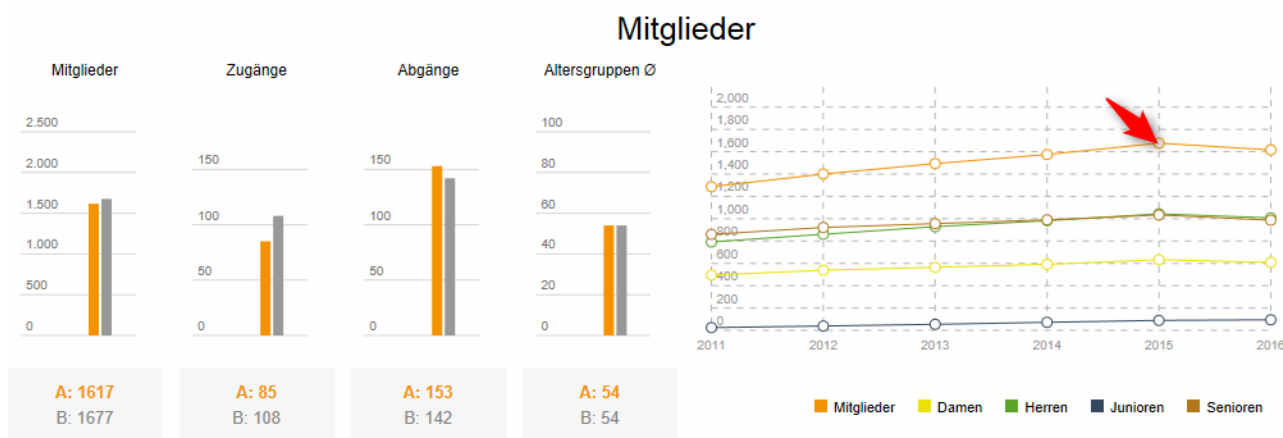 Mitglieder
Mitglieder
2.500
2.000
1.500
1.000
500
0
A: 1617
B: 1677
Zugänge
150
100
50
0
A: 85
B: 108
Abgänge
150
100
50
0
A: 153
B: 142
Altersgruppen Ø
100
80
60
40
20
0
A: 54
B: 54
2,000
1,800
1,600
1,400
1,200
1,000
800
600
400
200
0
2011 2012 2013 2014 2015 2016
Mitglieder Damen Herren Junioren Senioren